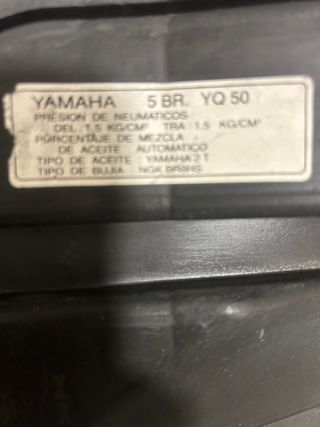 YAMAHA 5 BR. YQ 50
PRESION DE NEUMATICOS
DEL : 1.5 KG/CM² TRA : 1.5 KG/CM²
PORCENTAJE DE MEZCLA
DE ACEITE : AUTOMATICO
TIPO DE ACEITE : YAMAHA 2 T
TIPO DE BUJIA : NGK